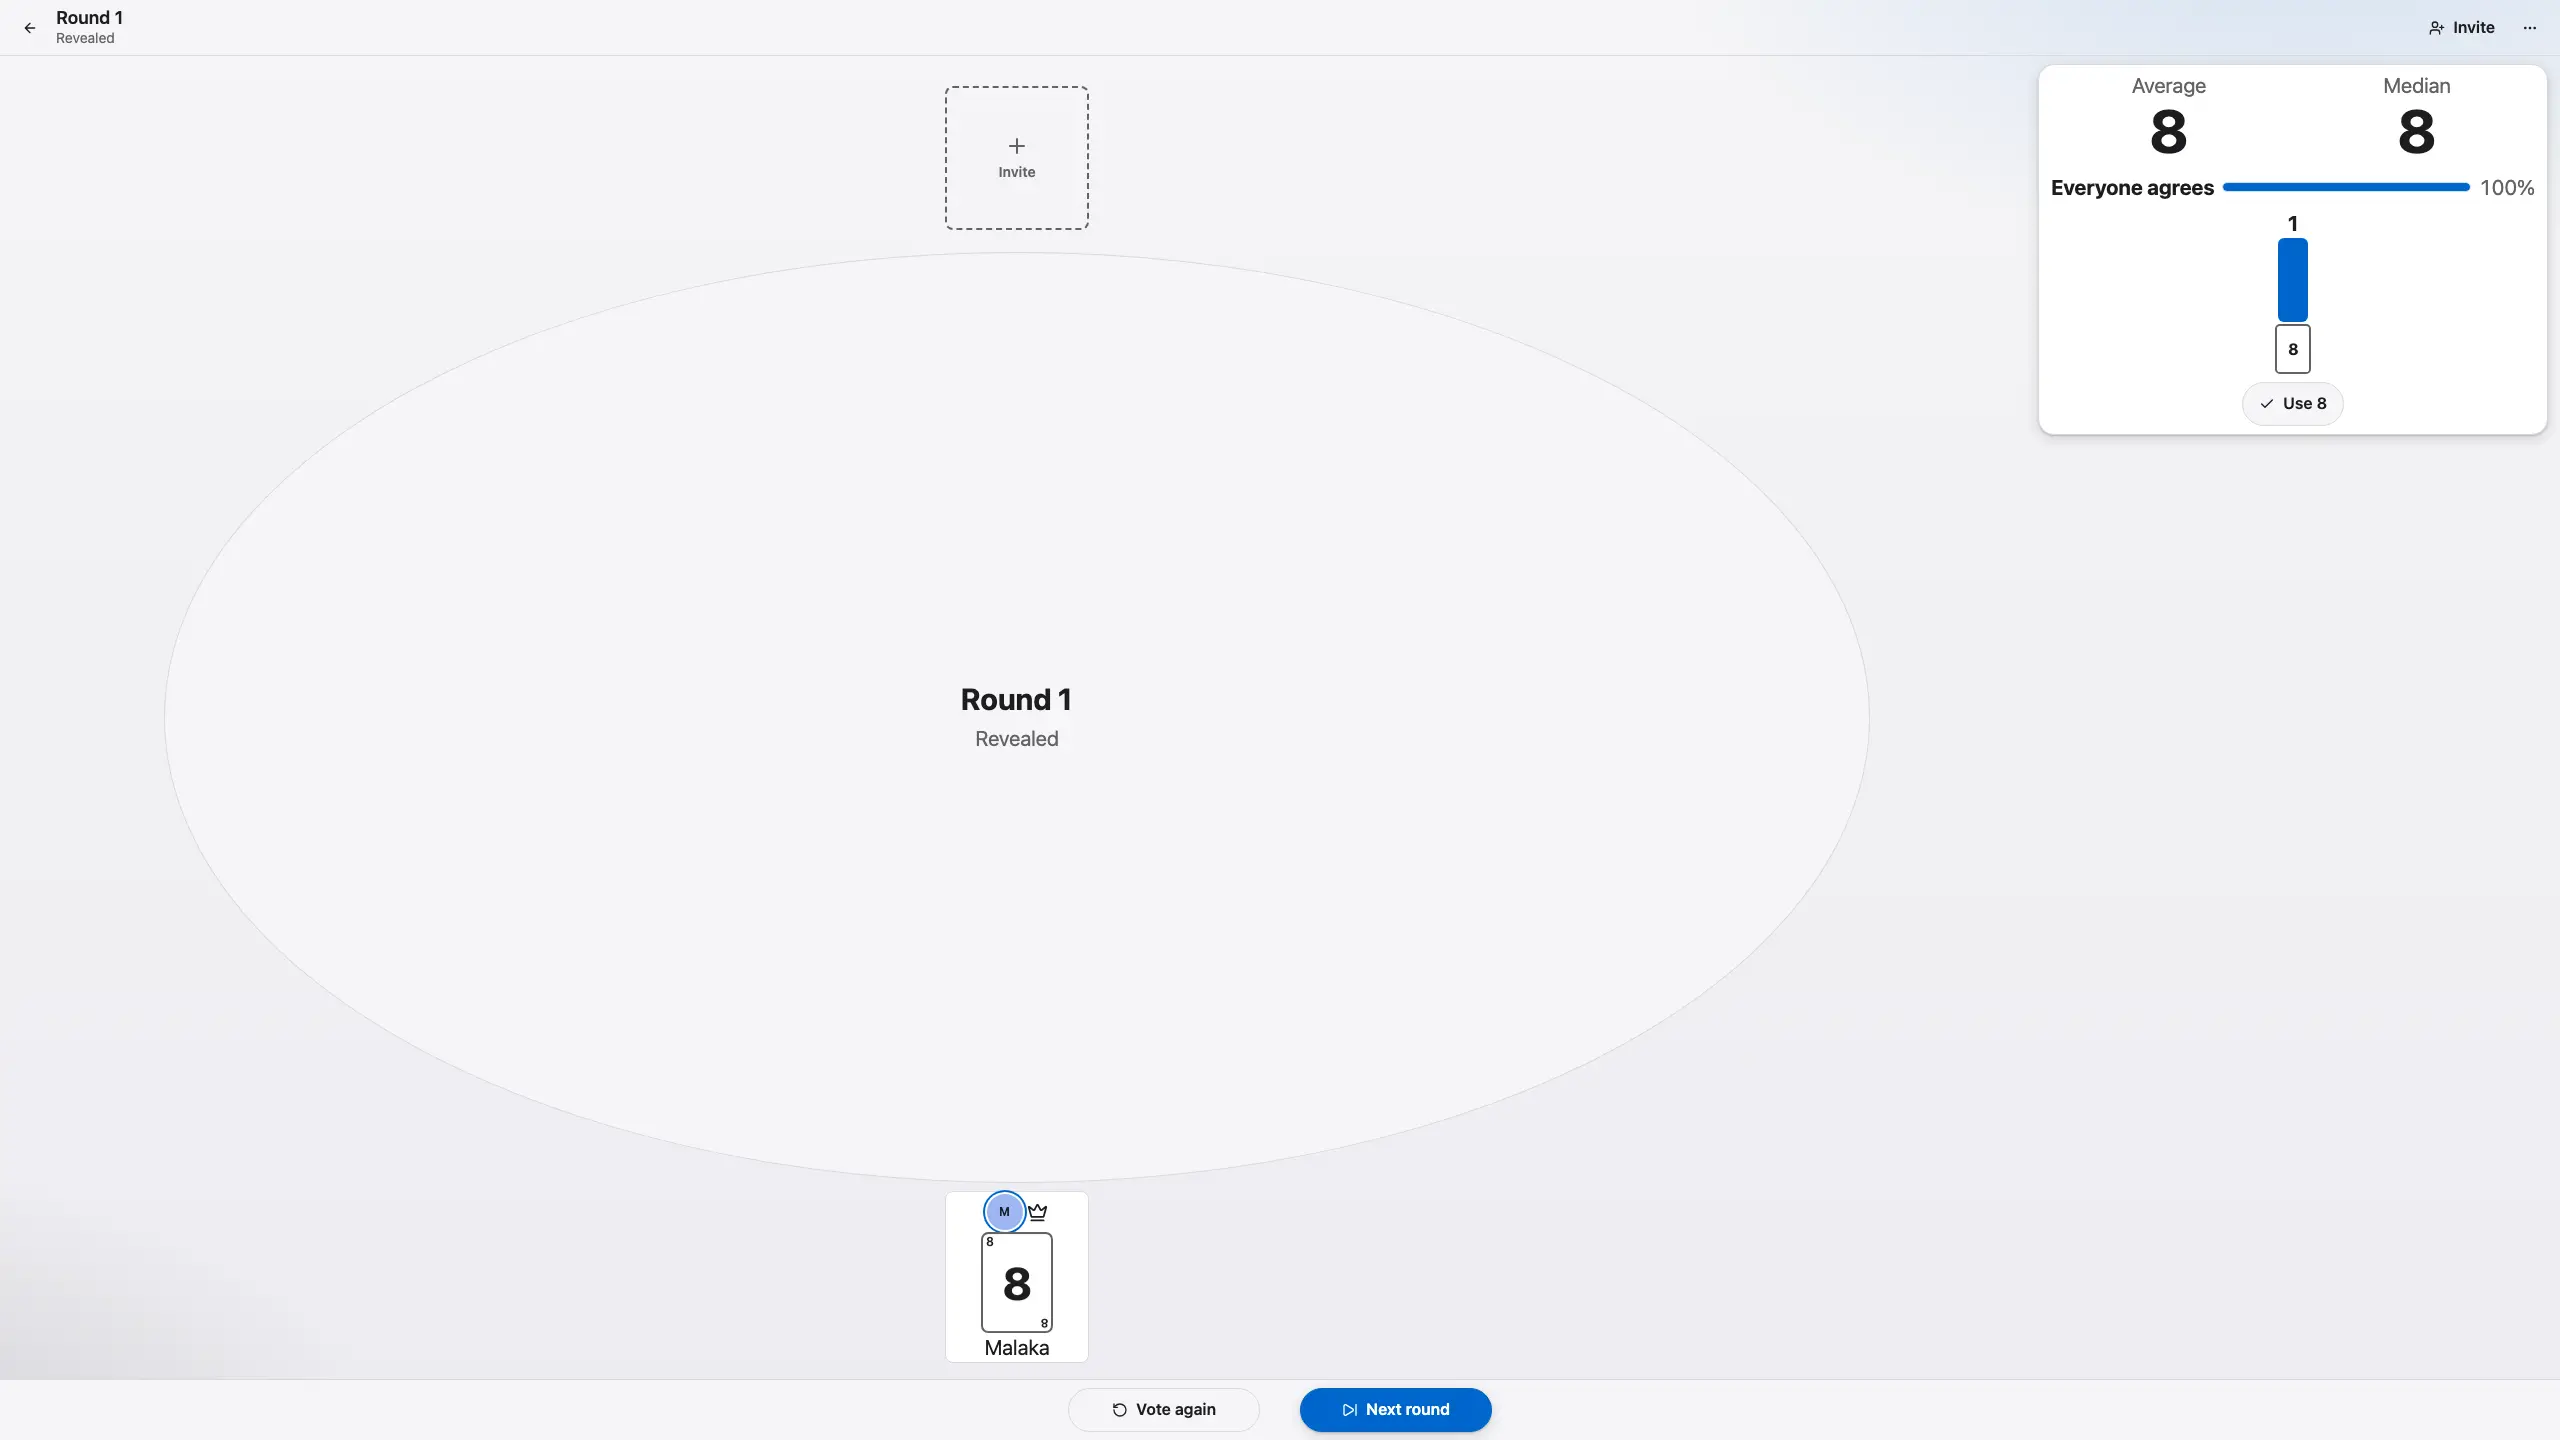 Round 1
Revealed
Invite
Average
8
Median
8
Everyone agrees 100%
1
8
Use 8
Invite
Round 1
Revealed
M
8
8
8
Malaka
Vote again
Next round